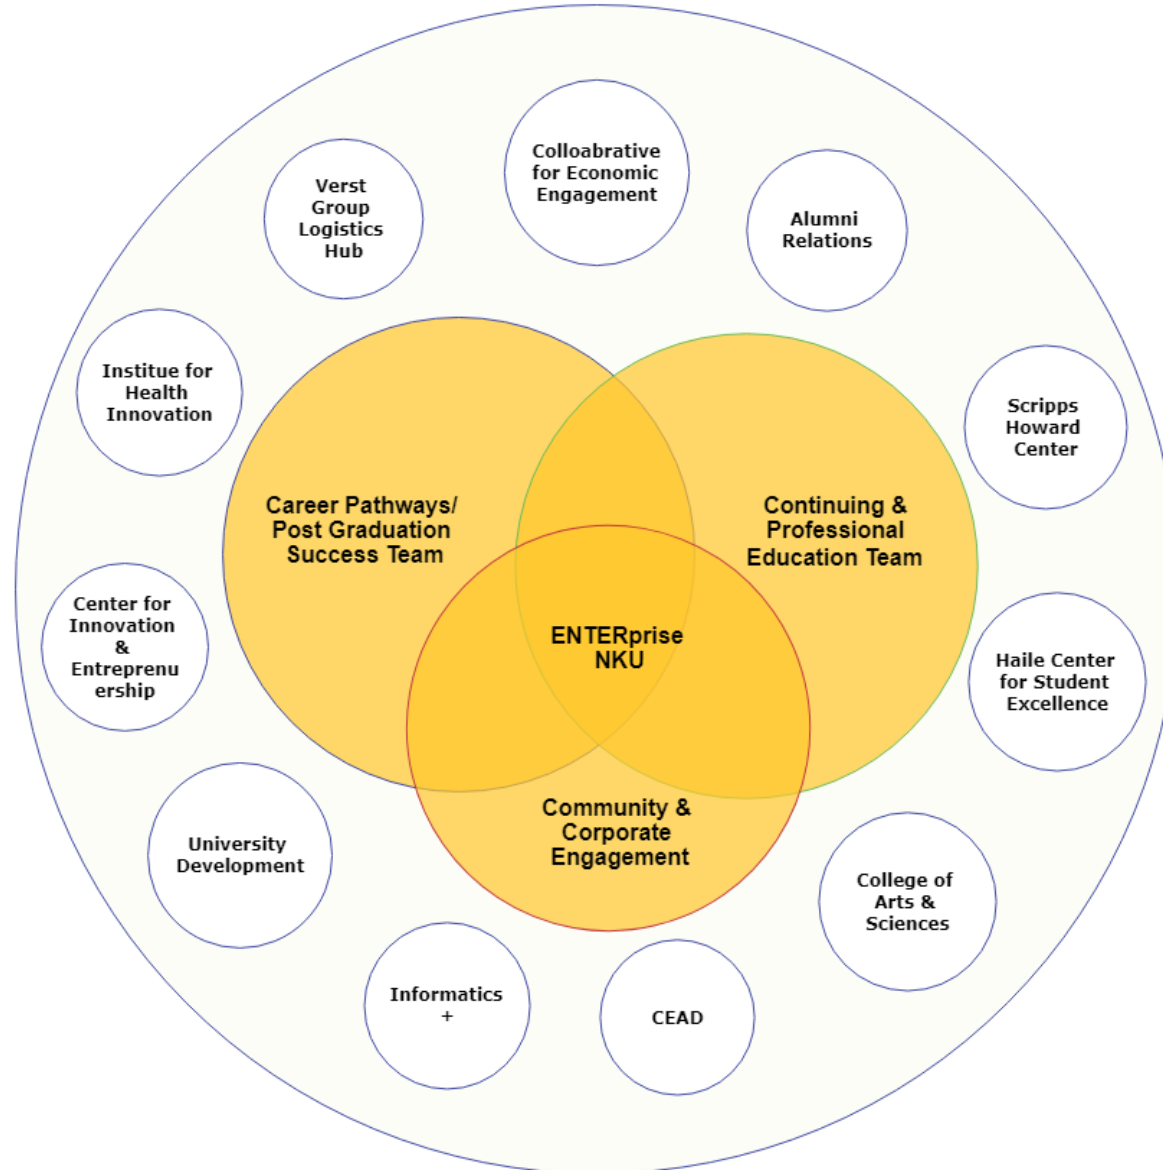 Colloabrative
for Economic
Engagement
Verst
Group
Logistics
Hub
Alumni
Relations
Institue for
Health
Innovation
Scripps
Howard
Center
Career Pathways/
Post Graduation
Success Team
Continuing &
Professional
Education Team
Center for
Innovation
&
Entreprenu
ership
ENTERprise
NKU
Haile Center
for Student
Excellence
Community &
Corporate
Engagement
University
Development
College of
Arts &
Sciences
Informatics
+
CEAD